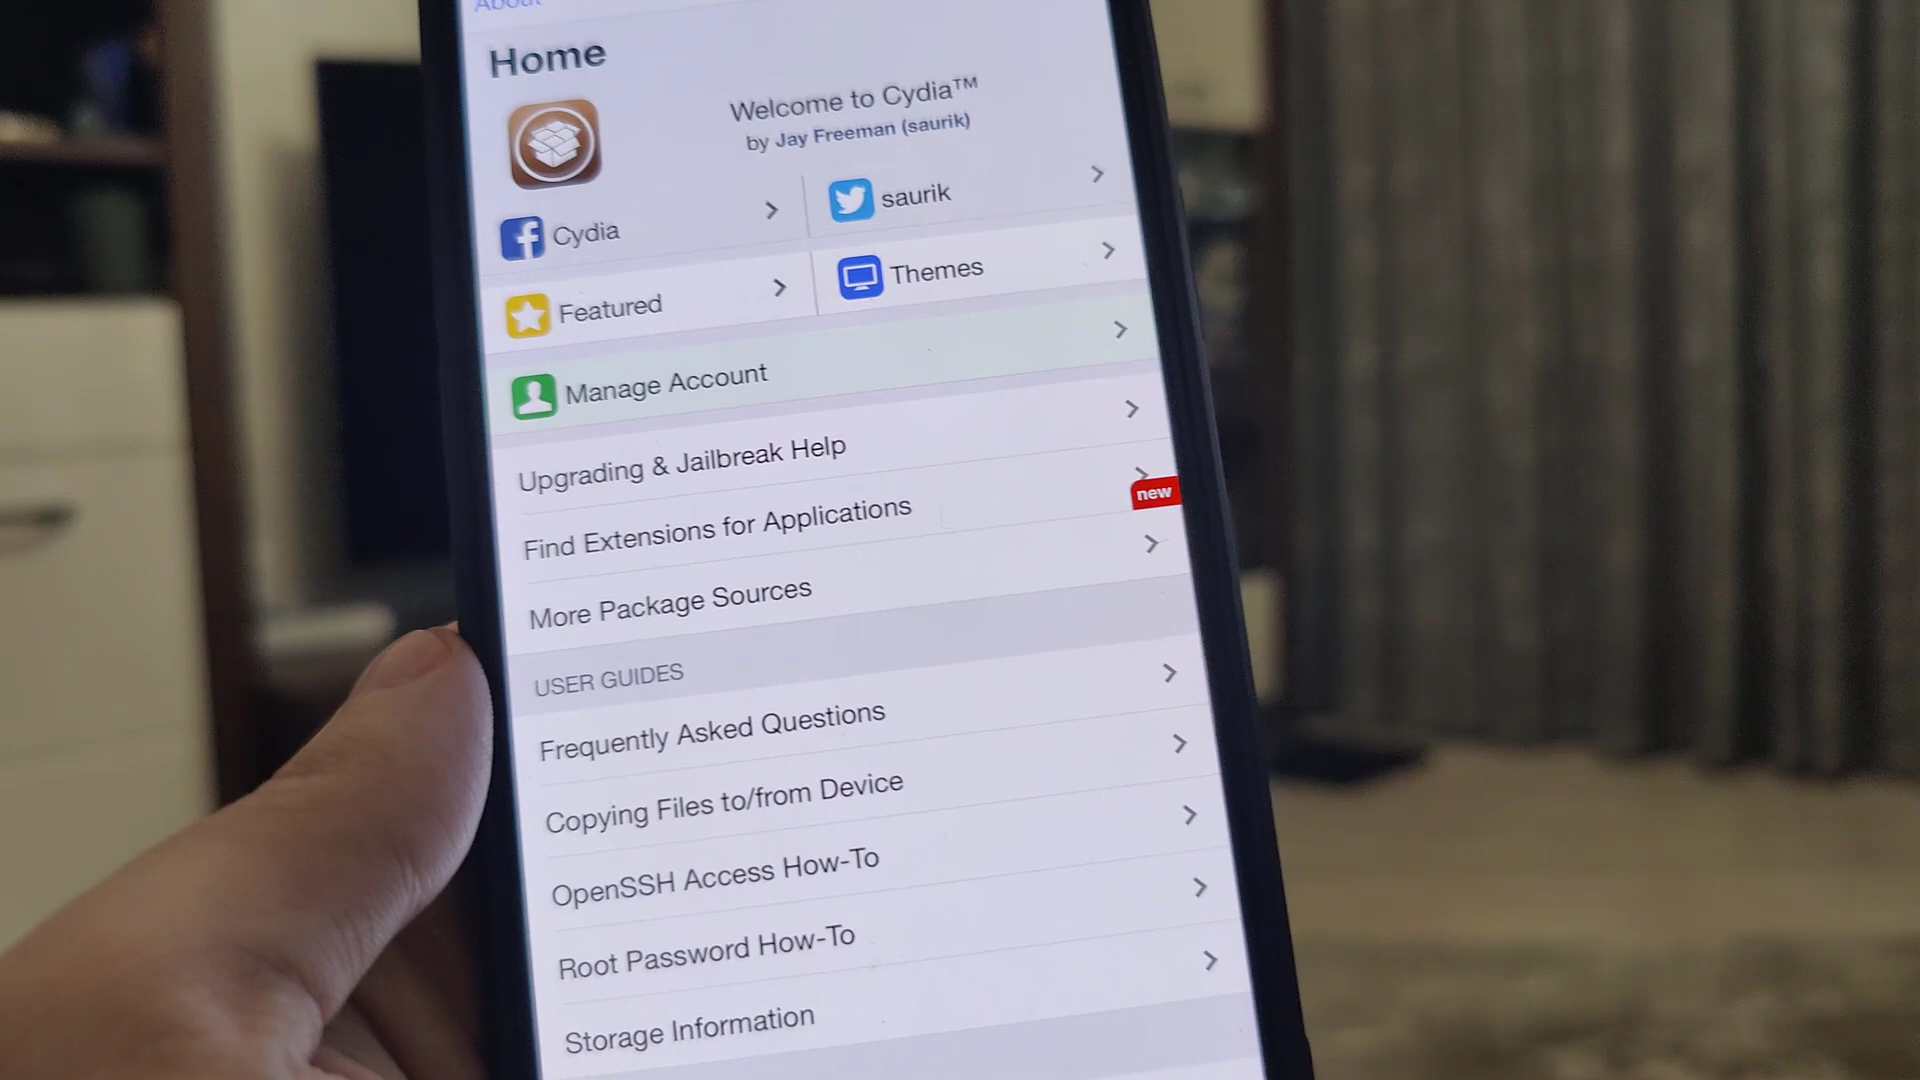 About
Home
Welcome to Cydia™
by Jay Freeman (saurik)
Cydia
saurik
Featured
Themes
Manage Account
Upgrading & Jailbreak Help
Find Extensions for Applications
new
More Package Sources
USER GUIDES
Frequently Asked Questions
Copying Files to/from Device
OpenSSH Access How-To
Root Password How-To
Storage Information